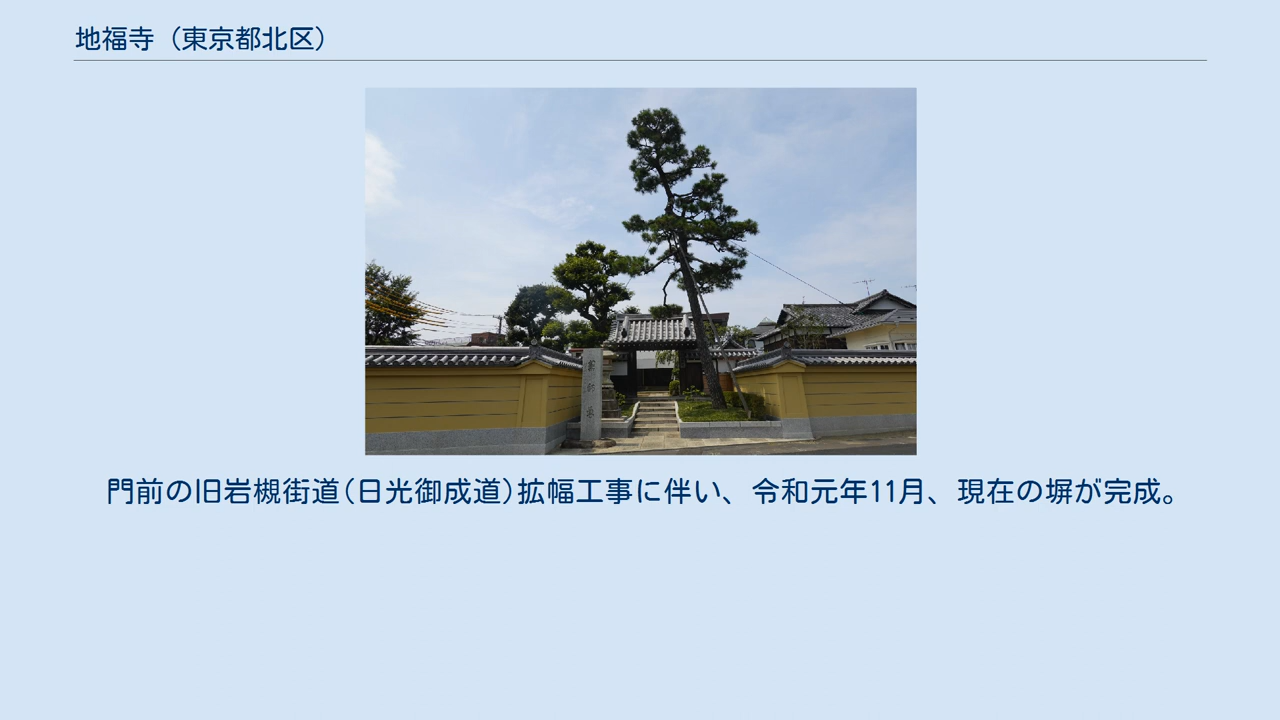 地福寺（東京都北区）
門前の旧岩槻街道（日光御成道）拡幅工事に伴い、令和元年11月、現在の塀が完成。